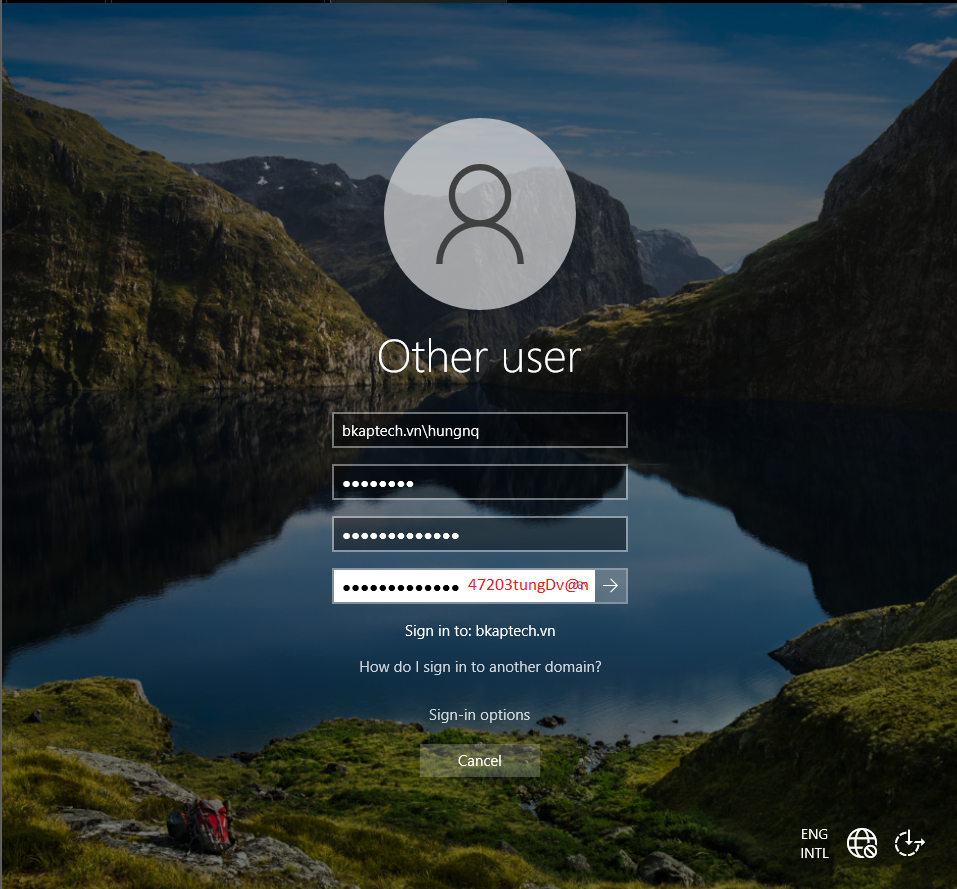 Other user
bkaptech.vn\hungnq
●●●●●●●●
●●●●●●●●●●●●●
●●●●●●●●●●●●● 47203tungDv@n
Sign in to: bkaptech.vn
How do I sign in to another domain?
Sign-in options
Cancel
ENG
INTL